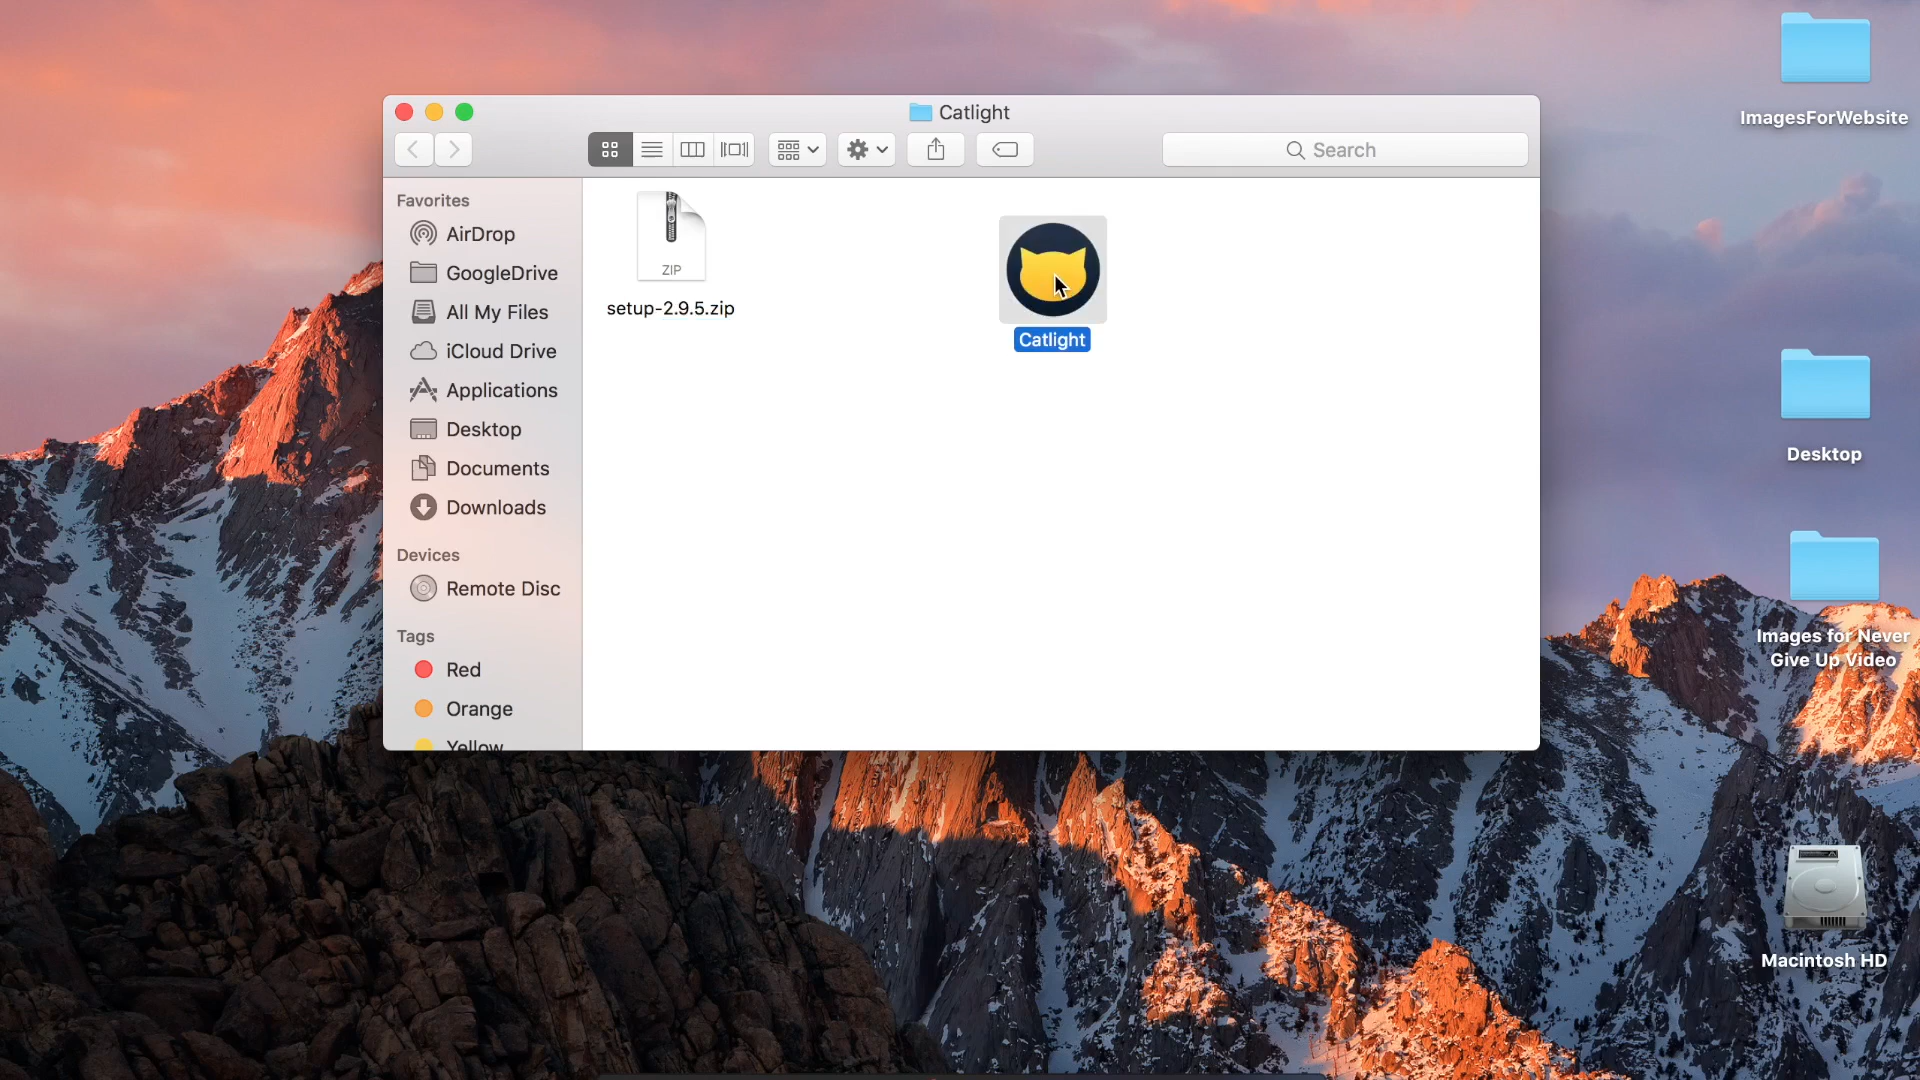 Catlight
Search
Favorites
AirDrop
GoogleDrive
All My Files
iCloud Drive
Applications
Desktop
Documents
Downloads
Devices
Remote Disc
Tags
Red
Orange
Yellow
ZIP
setup-2.9.5.zip
Catlight
ImagesForWebsite
Desktop
Images for Never
Give Up Video
Macintosh HD